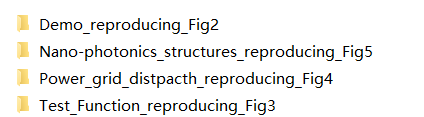 Demo_reproducing_Fig2
Nano-photonics_structures_reproducing_Fig5
Power_grid_distpacth_reproducing_Fig4
Test_Function_reproducing_Fig3